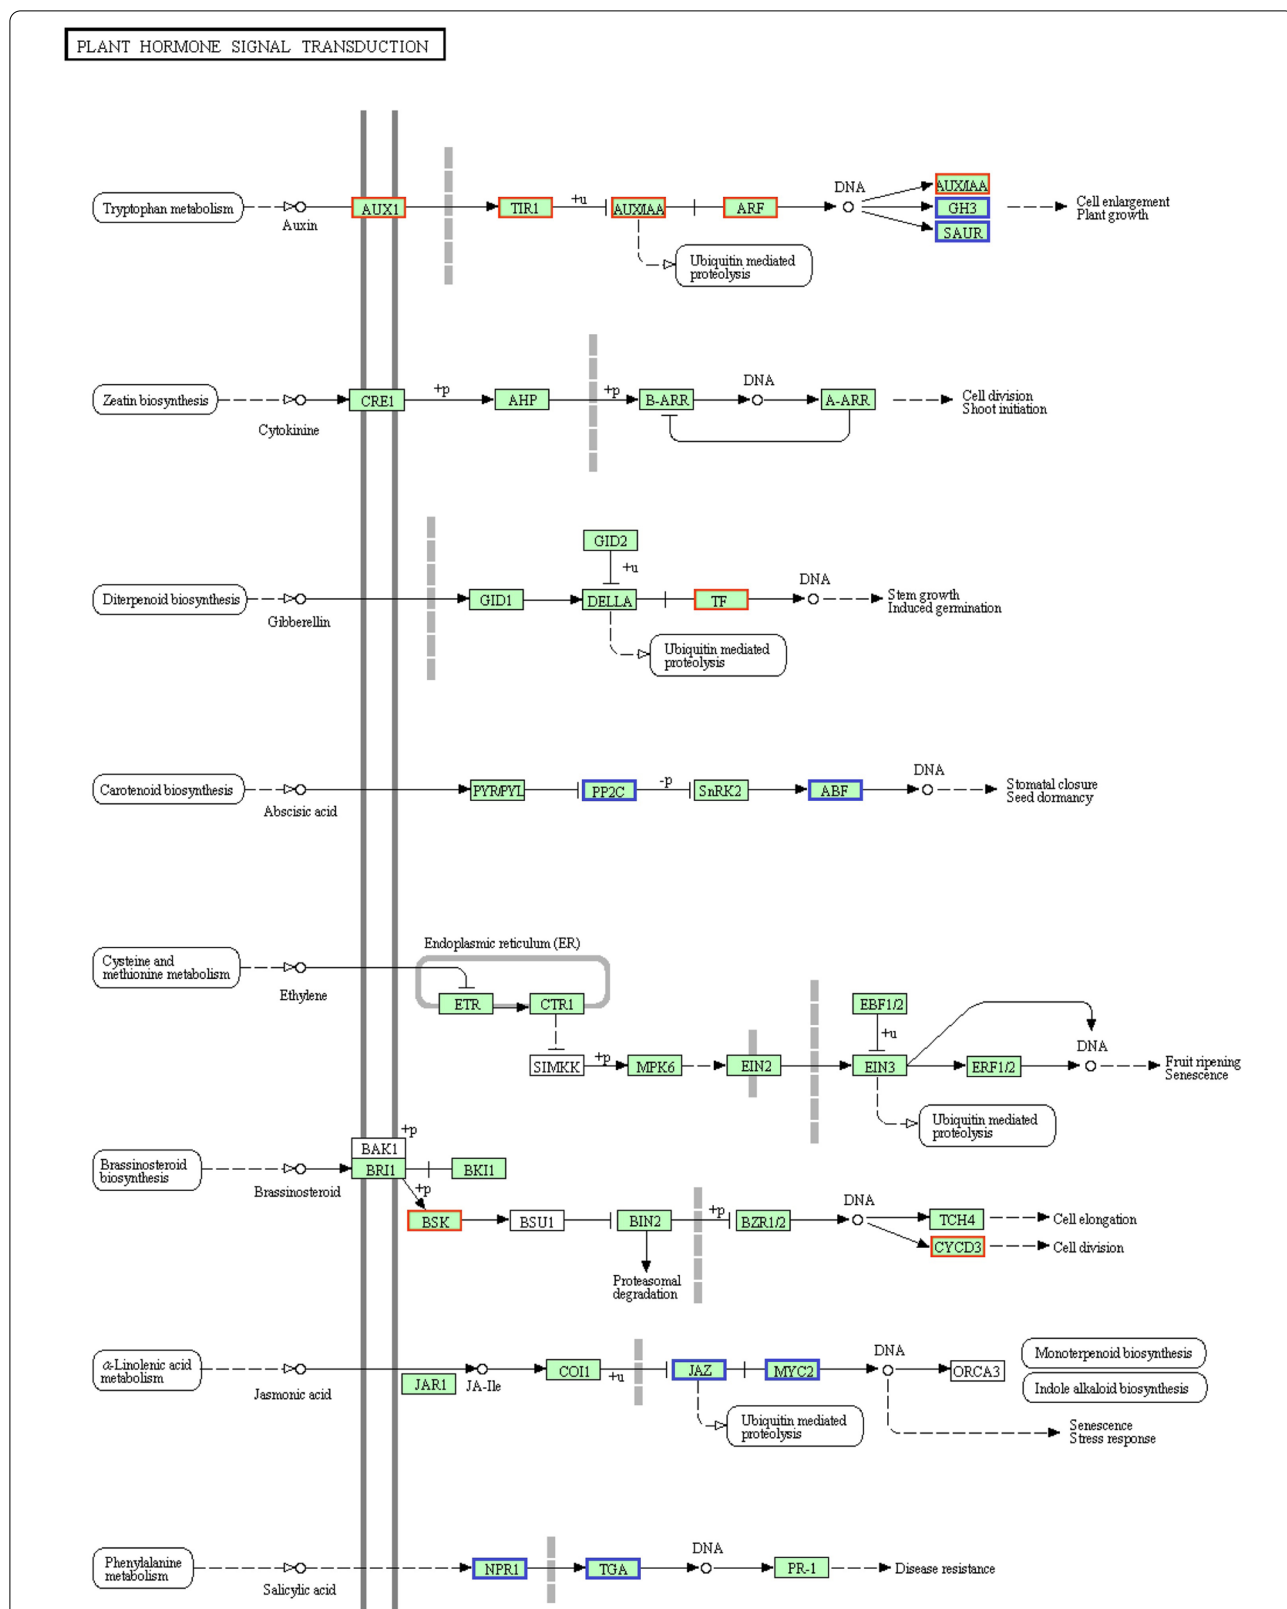 PLANT HORMONE SIGNAL TRANSDUCTION
Tryptophan metabolism
Auxin
AUX1
TIR1
+u
AUX/IAA
ARF
DNA
AUX/IAA
GH3
SAUR
Cell enlargement
Plant growth
Ubiquitin mediated
proteolysis
Zeatin biosynthesis
Cytokinine
CRE1
+p
AHP
+p
B-ARR
DNA
A-ARR
Cell division
Shoot initiation
GID2
+u
Diterpenoid biosynthesis
Gibberellin
GID1
DELLA
TF
DNA
Stem growth
Induced germination
Ubiquitin mediated
proteolysis
Carotenoid biosynthesis
Abscisic acid
PYR/PYL
PP2C
-p
SnRK2
ABF
DNA
Stomatal closure
Seed dormancy
Cysteine and
methionine metabolism
Ethylene
Endoplasmic reticulum (ER)
ETR
CTR1
SIMKK
+p
MPK6
EIN2
EBF1/2
+u
EIN3
ERF1/2
DNA
Fruit ripening
Senescence
Ubiquitin mediated
proteolysis
Brassinosteroid
biosynthesis
Brassinosteroid
+p
BAK1
BRI1
BKI1
+p
BSK
BSU1
BIN2
+p
BZR1/2
DNA
TCH4
Cell elongation
CYCD3
Cell division
Proteasomal
degradation
α-Linolenic acid
metabolism
Jasmonic acid
JAR1
JA-Ile
COI1
+u
JAZ
MYC2
DNA
ORCA3
Monoterpenoid biosynthesis
Indole alkaloid biosynthesis
Ubiquitin mediated
proteolysis
Senescence
Stress response
Phenylalanine
metabolism
Salicylic acid
NPR1
TGA
DNA
PR-1
Disease resistance